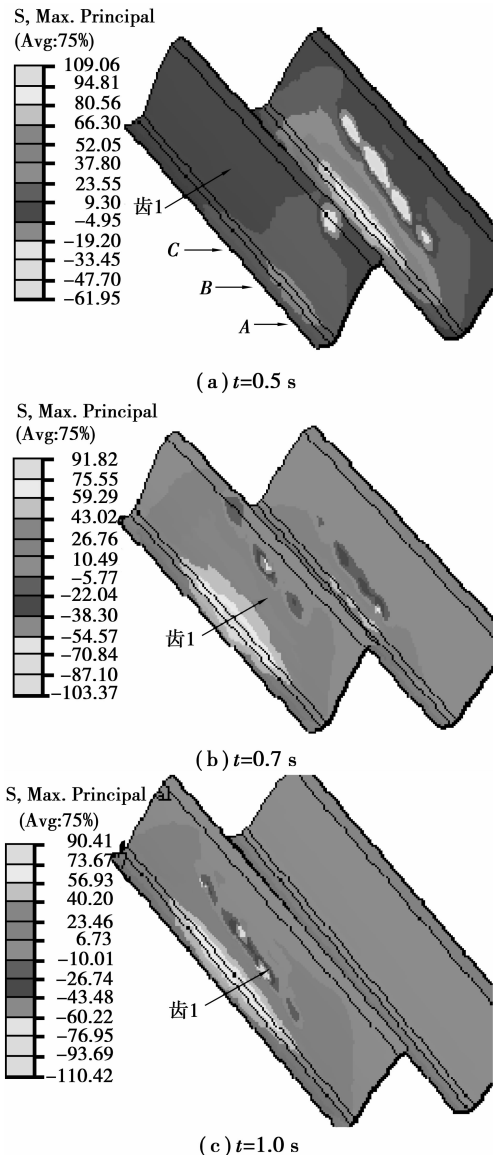 S, Max. Principal
(Avg:75%)
109.06
94.81
80.56
66.30
52.05
37.80
23.55
9.30
-4.95
-19.20
-33.45
-47.70
-61.95
齿1
C
B
A
(a) t=0.5 s
S, Max. Principal
(Avg:75%)
91.82
75.55
59.29
43.02
26.76
10.49
-5.77
-22.04
-38.30
-54.57
-70.84
-87.10
-103.37
齿1
(b) t=0.7 s
S, Max. Principal al
(Avg:75%)
90.41
73.67
56.93
40.20
23.46
6.73
-10.01
-26.74
-43.48
-60.22
-76.95
-93.69
-110.42
齿1
(c) t=1.0 s